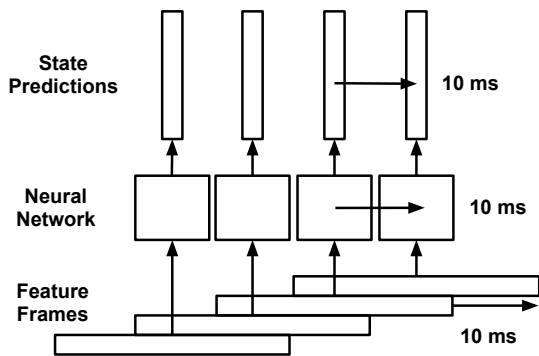 State
Predictions
10 ms
Neural
Network
10 ms
Feature
Frames
10 ms